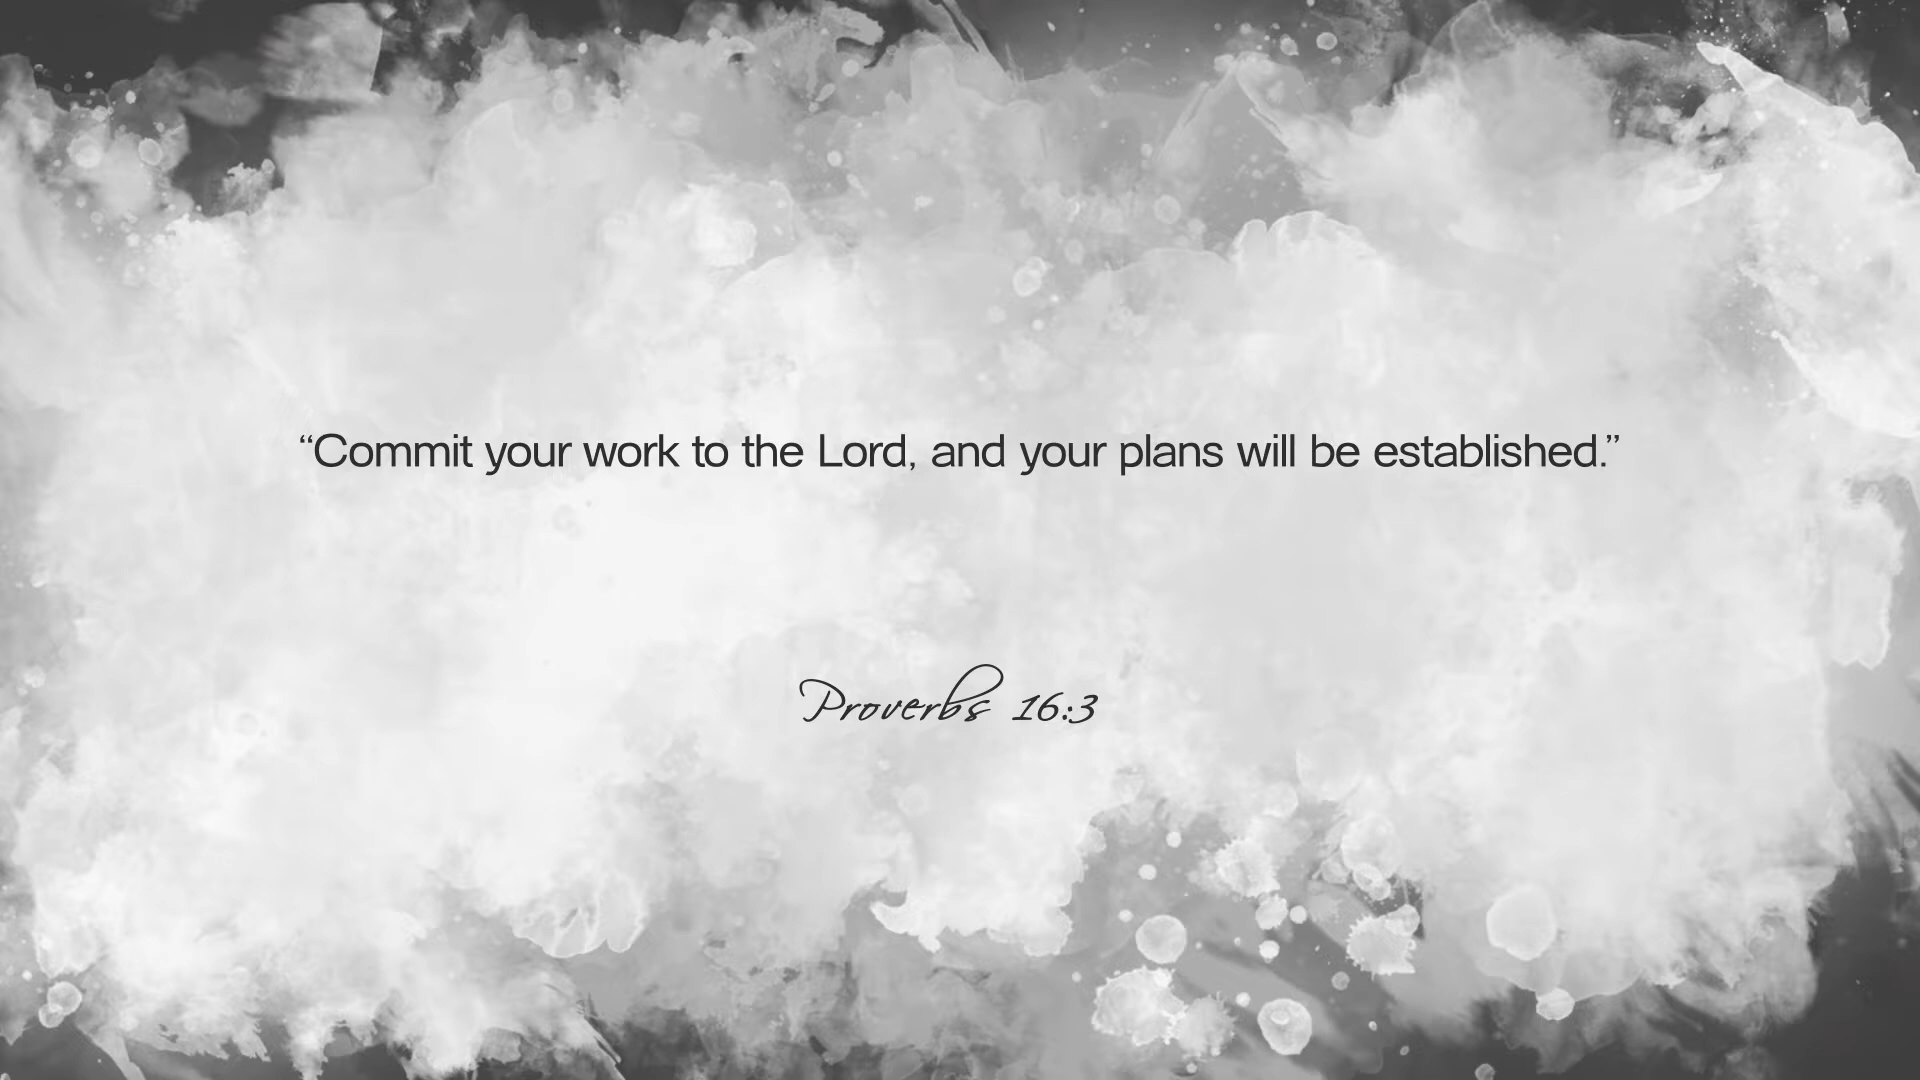 “Commit your work to the Lord, and your plans will be established.”
Proverbs 16:3